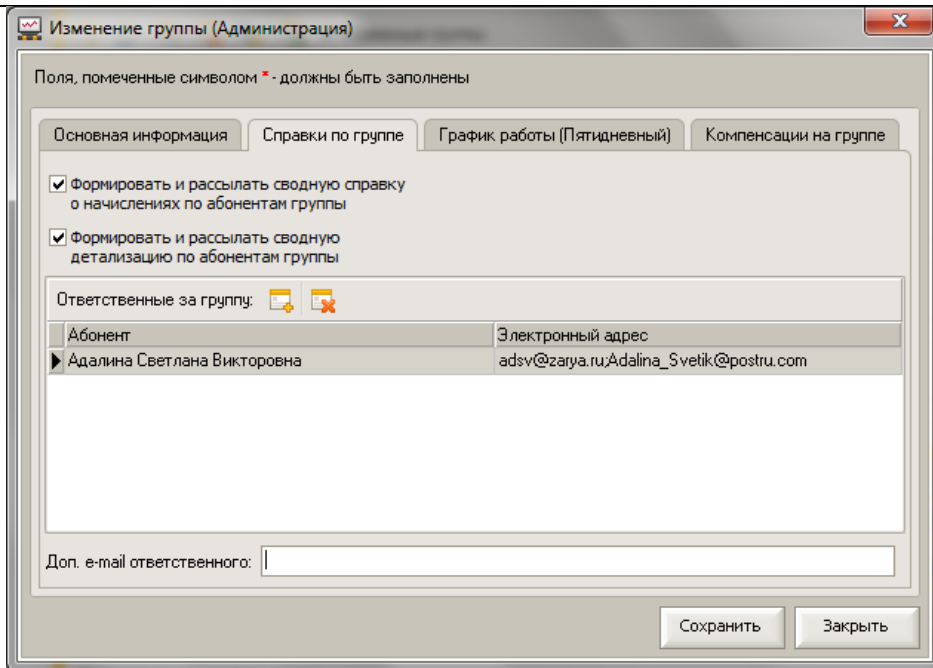 Изменение группы (Администрация)
Поля, помеченные символом * - должны быть заполнены
Основная информация
Справки по группе
График работы (Пятидневный)
Компенсации на группе
Формировать и рассылать сводную справку
о начислениях по абонентам группы
Формировать и рассылать сводную
детализацию по абонентам группы
Ответственные за группу:
Абонент
Электронный адрес
Адалина Светлана Викторовна
adsv@zarya.ru;Adalina_Svetik@postru.com
Доп. e-mail ответственного:
Сохранить
Закрыть